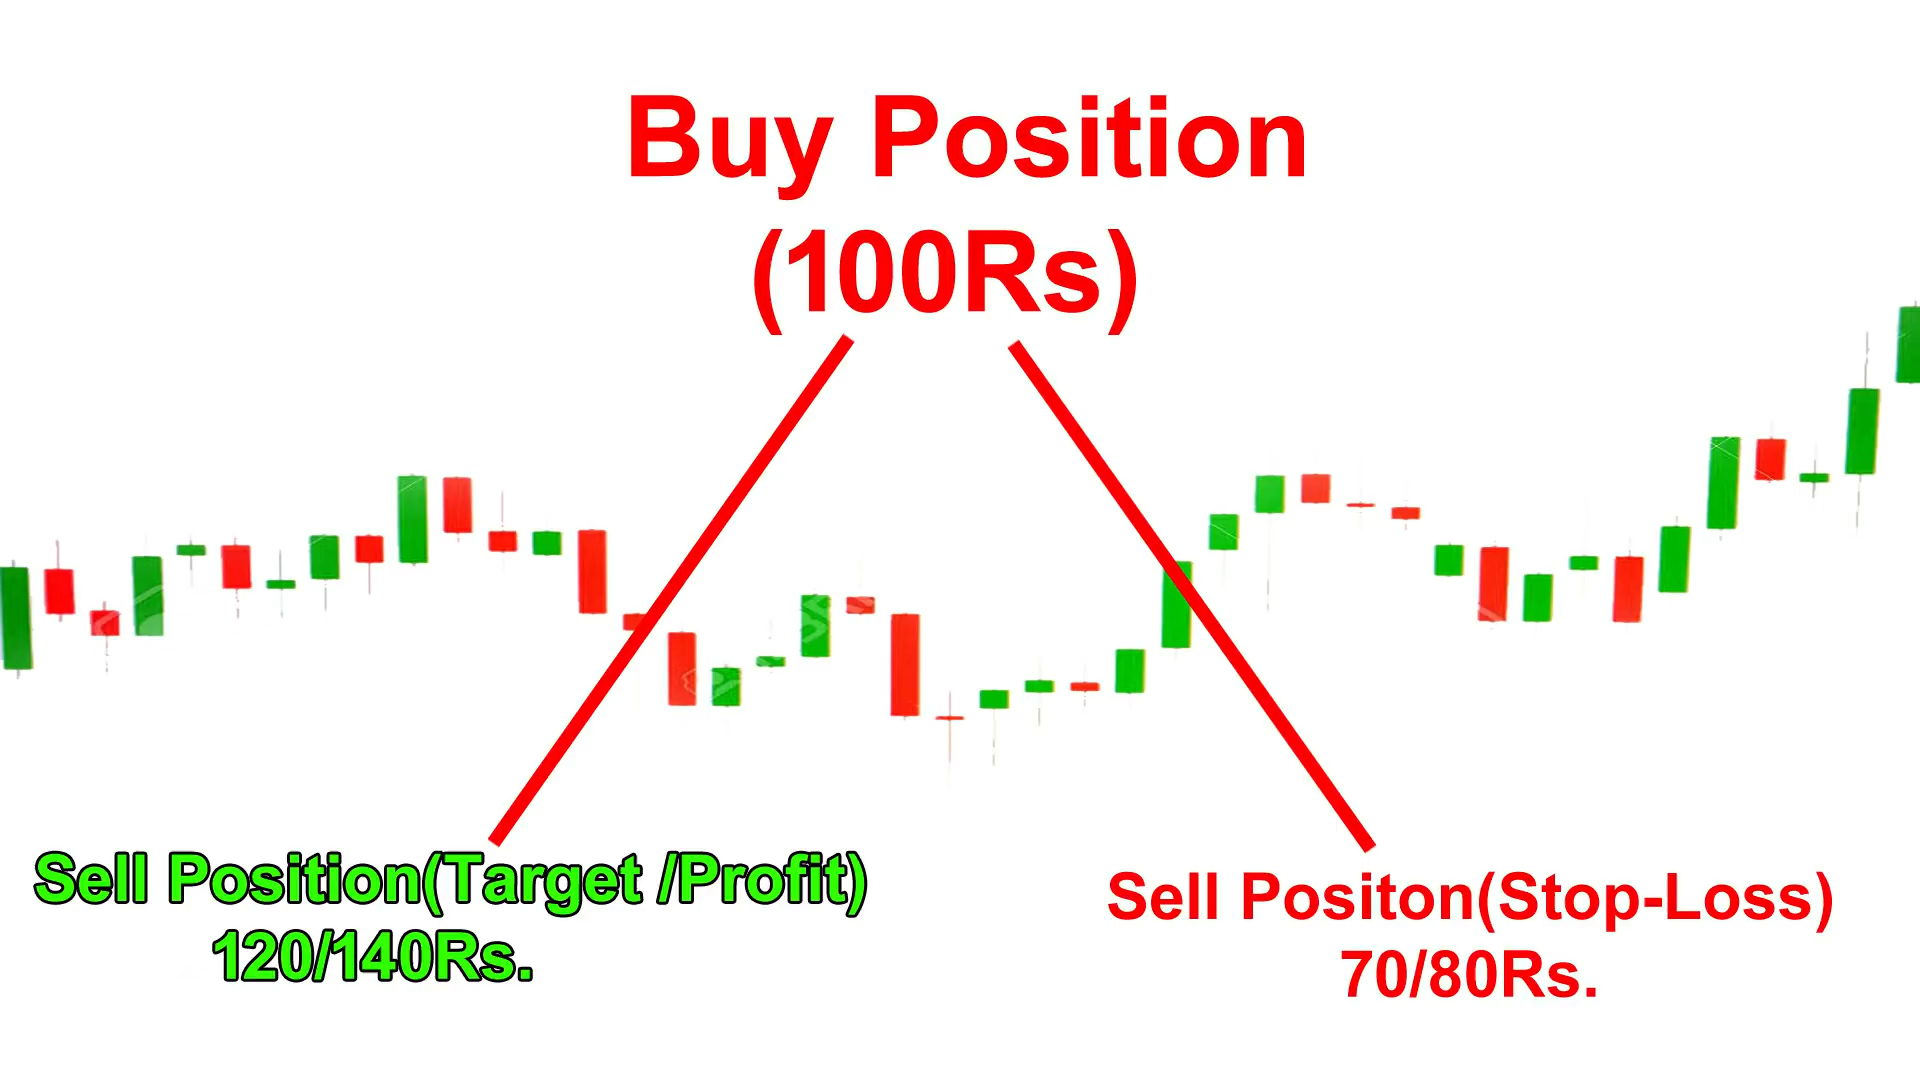 Buy Position
(100Rs)
Sell Position(Target /Profit)
120/140Rs.
Sell Positon(Stop-Loss)
70/80Rs.